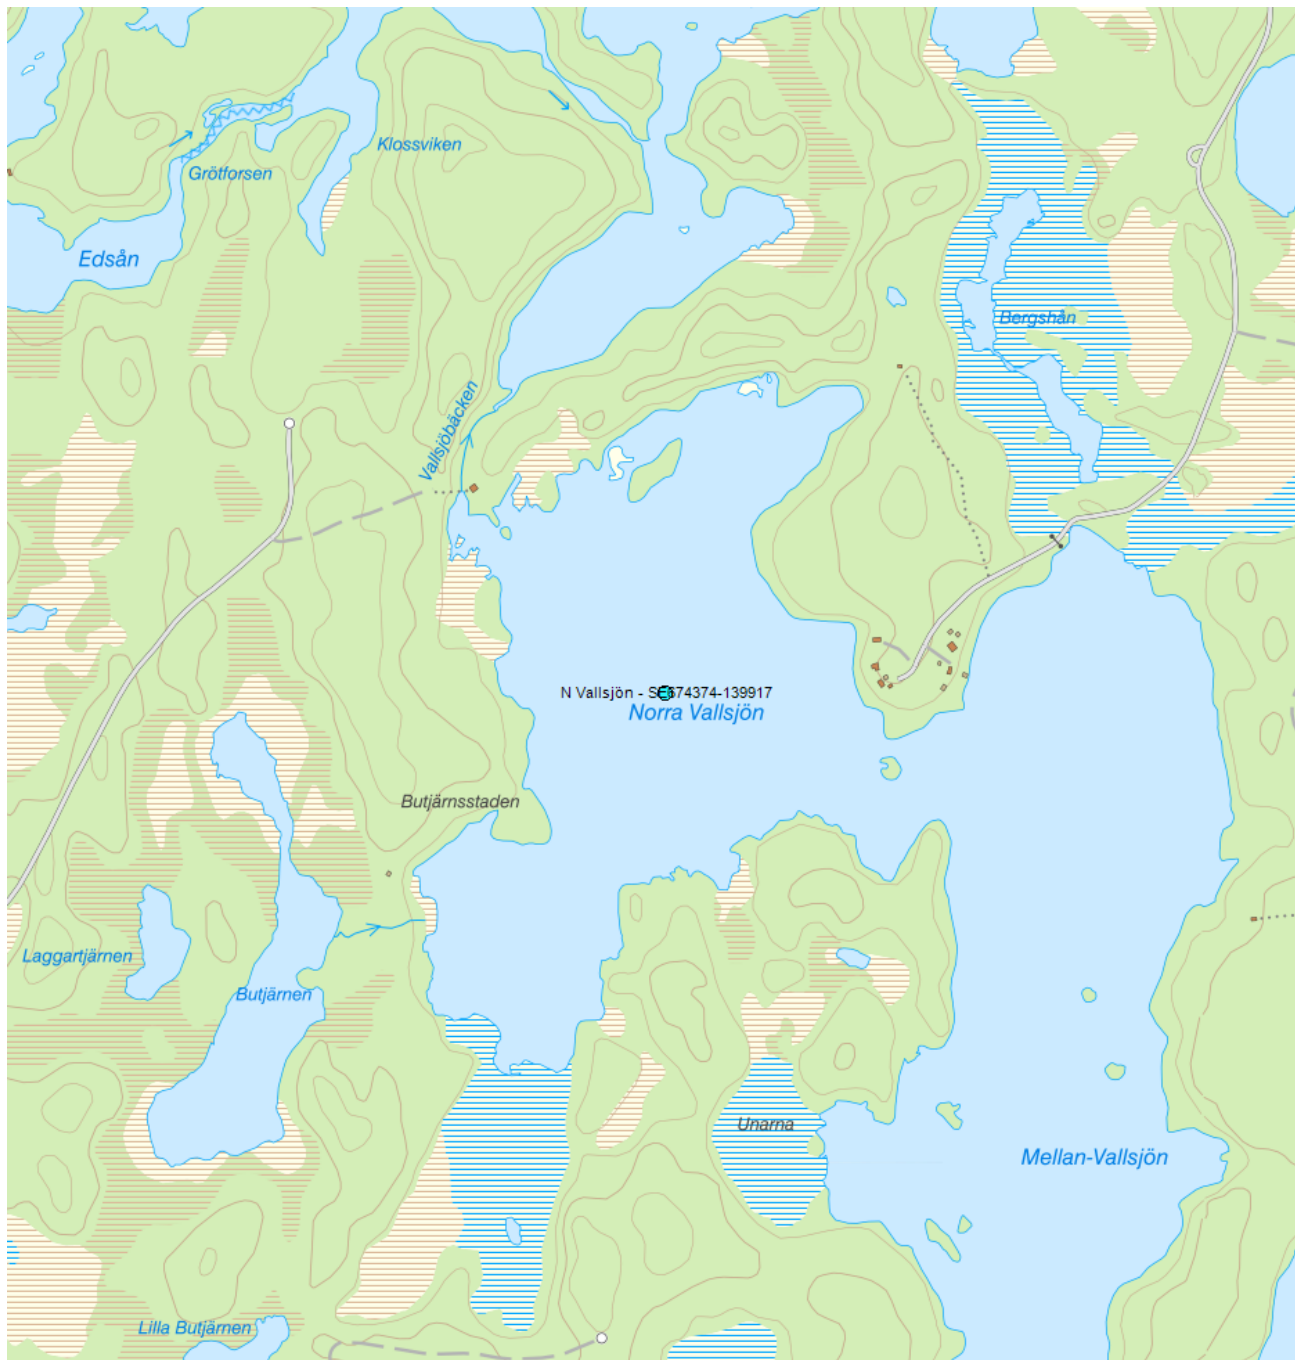 Klossviken
Grötforsen
Edsån
Bergshån
Vallsjöbäcken
N Vallsjön - SE674374-139917
Norra Vallsjön
Butjärnsstaden
Laggartjärnen
Butjärnen
Unarna
Mellan-Vallsjön
Lilla Butjärnen